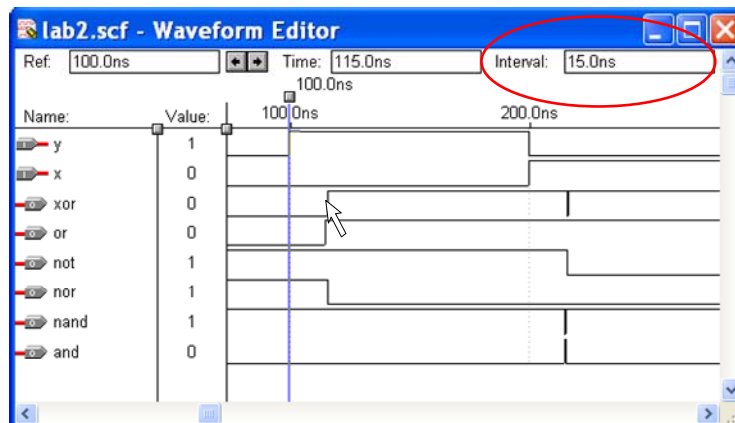 lab2.scf - Waveform Editor
Ref: 100.0ns Time: 115.0ns Interval: 15.0ns
100.0ns
Name: Value: 100.0ns 200.0ns
y 1
x 0
xor 0
or 0
not 1
nor 1
nand 1
and 0